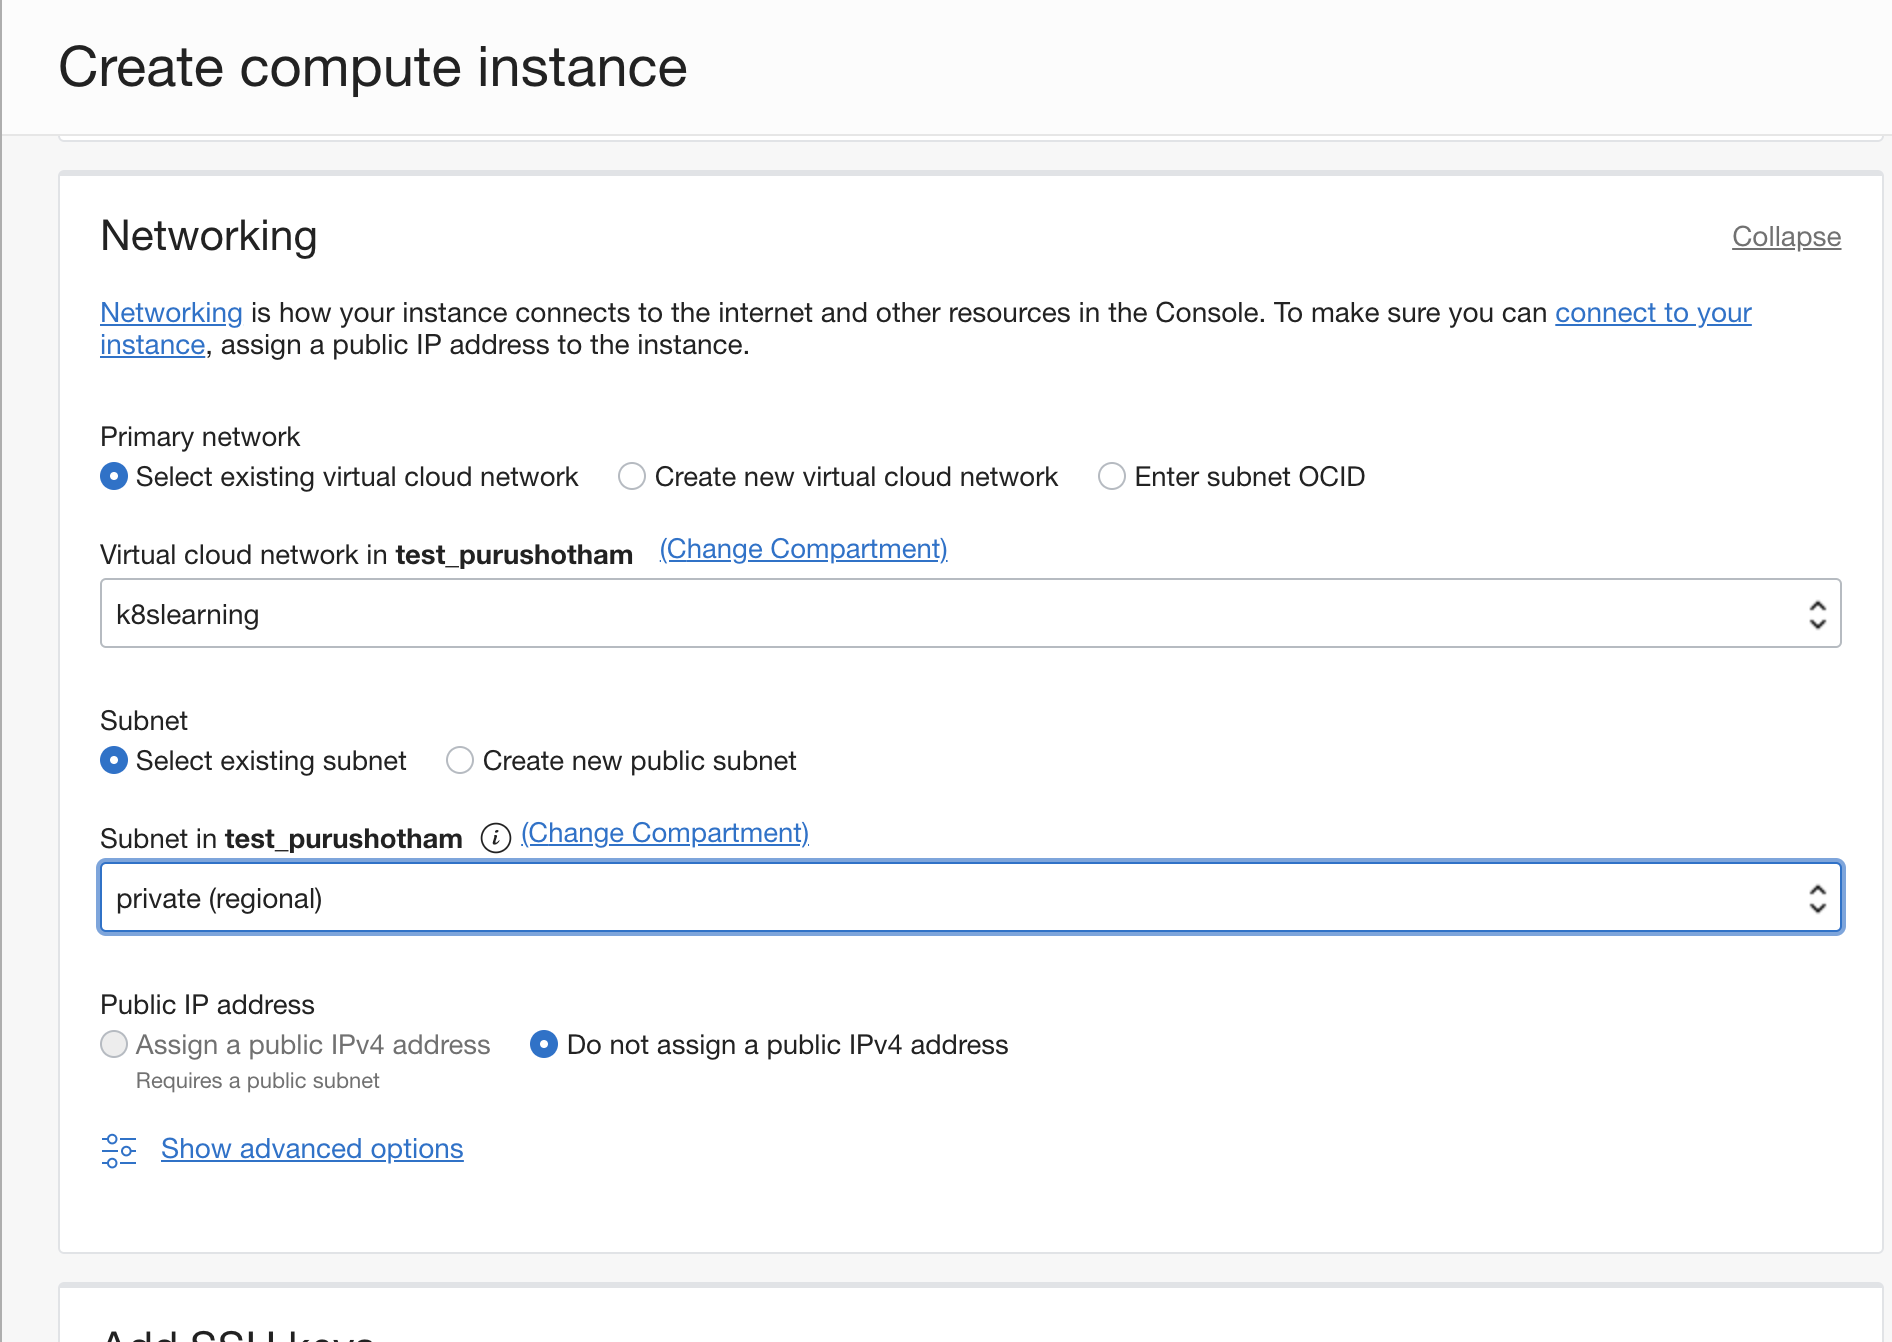 Create compute instance
Networking
Collapse
Networking is how your instance connects to the internet and other resources in the Console. To make sure you can connect to your
instance, assign a public IP address to the instance.
Primary network
Select existing virtual cloud network
Create new virtual cloud network
Enter subnet OCID
Virtual cloud network in test_purushotham (Change Compartment)
k8slearning
Subnet
Select existing subnet
Create new public subnet
Subnet in test_purushotham i (Change Compartment)
private (regional)
Public IP address
Assign a public IPv4 address
Do not assign a public IPv4 address
Requires a public subnet
Show advanced options
Add SSH keys